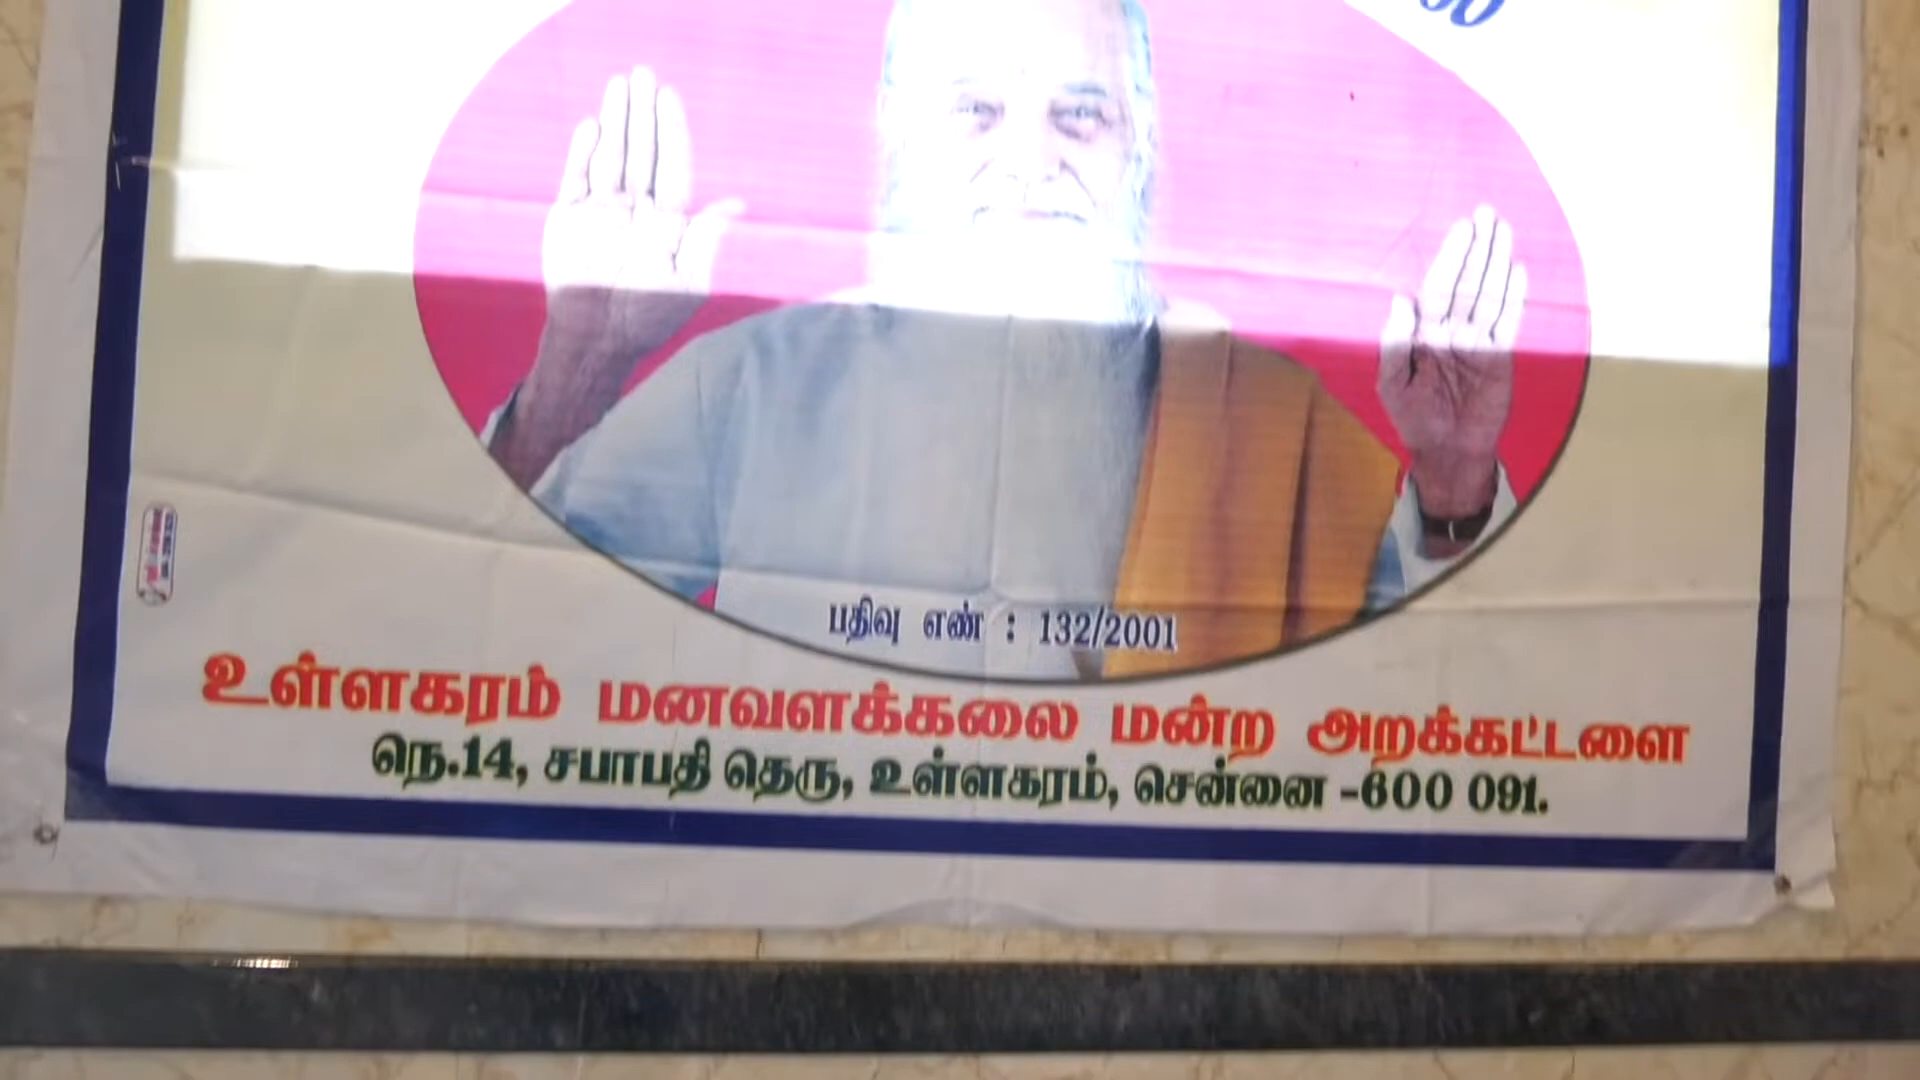 பதிவு எண் : 132/2001
உள்ளகரம் மனவளக்கலை மன்ற அறக்கட்டளை
நெ.14, சபாபதி தெரு, உள்ளகரம், சென்னை -600 091.